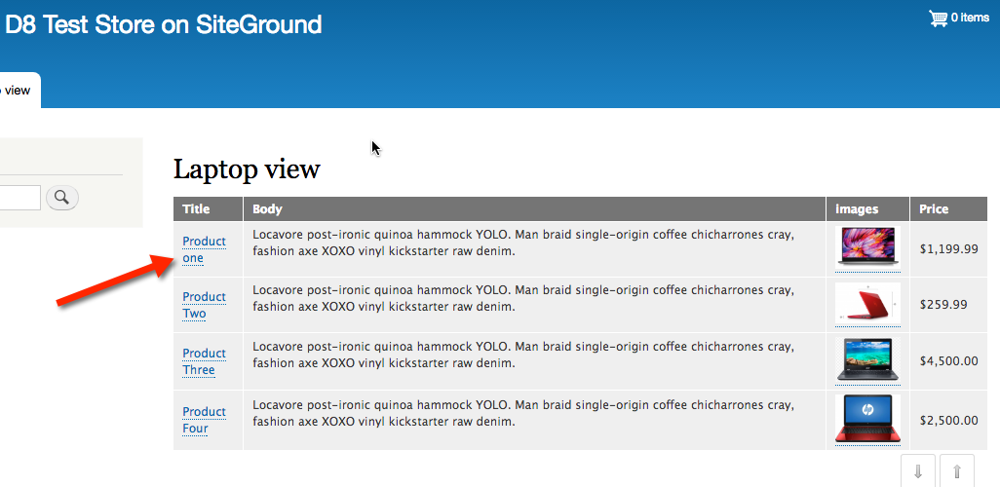 D8 Test Store on SiteGround
0 items
view
Laptop view
Title Body Images Price
Product one
Locavore post-ironic quinoa hammock YOLO. Man braid single-origin coffee chicharrones cray,
fashion axe XOXO vinyl kickstarter raw denim.
$1,199.99
Product
Two
Locavore post-ironic quinoa hammock YOLO. Man braid single-origin coffee chicharrones cray,
fashion axe XOXO vinyl kickstarter raw denim.
$259.99
Product
Three
Locavore post-ironic quinoa hammock YOLO. Man braid single-origin coffee chicharrones cray,
fashion axe XOXO vinyl kickstarter raw denim.
$4,500.00
Product
Four
Locavore post-ironic quinoa hammock YOLO. Man braid single-origin coffee chicharrones cray,
fashion axe XOXO vinyl kickstarter raw denim.
hp
$2,500.00